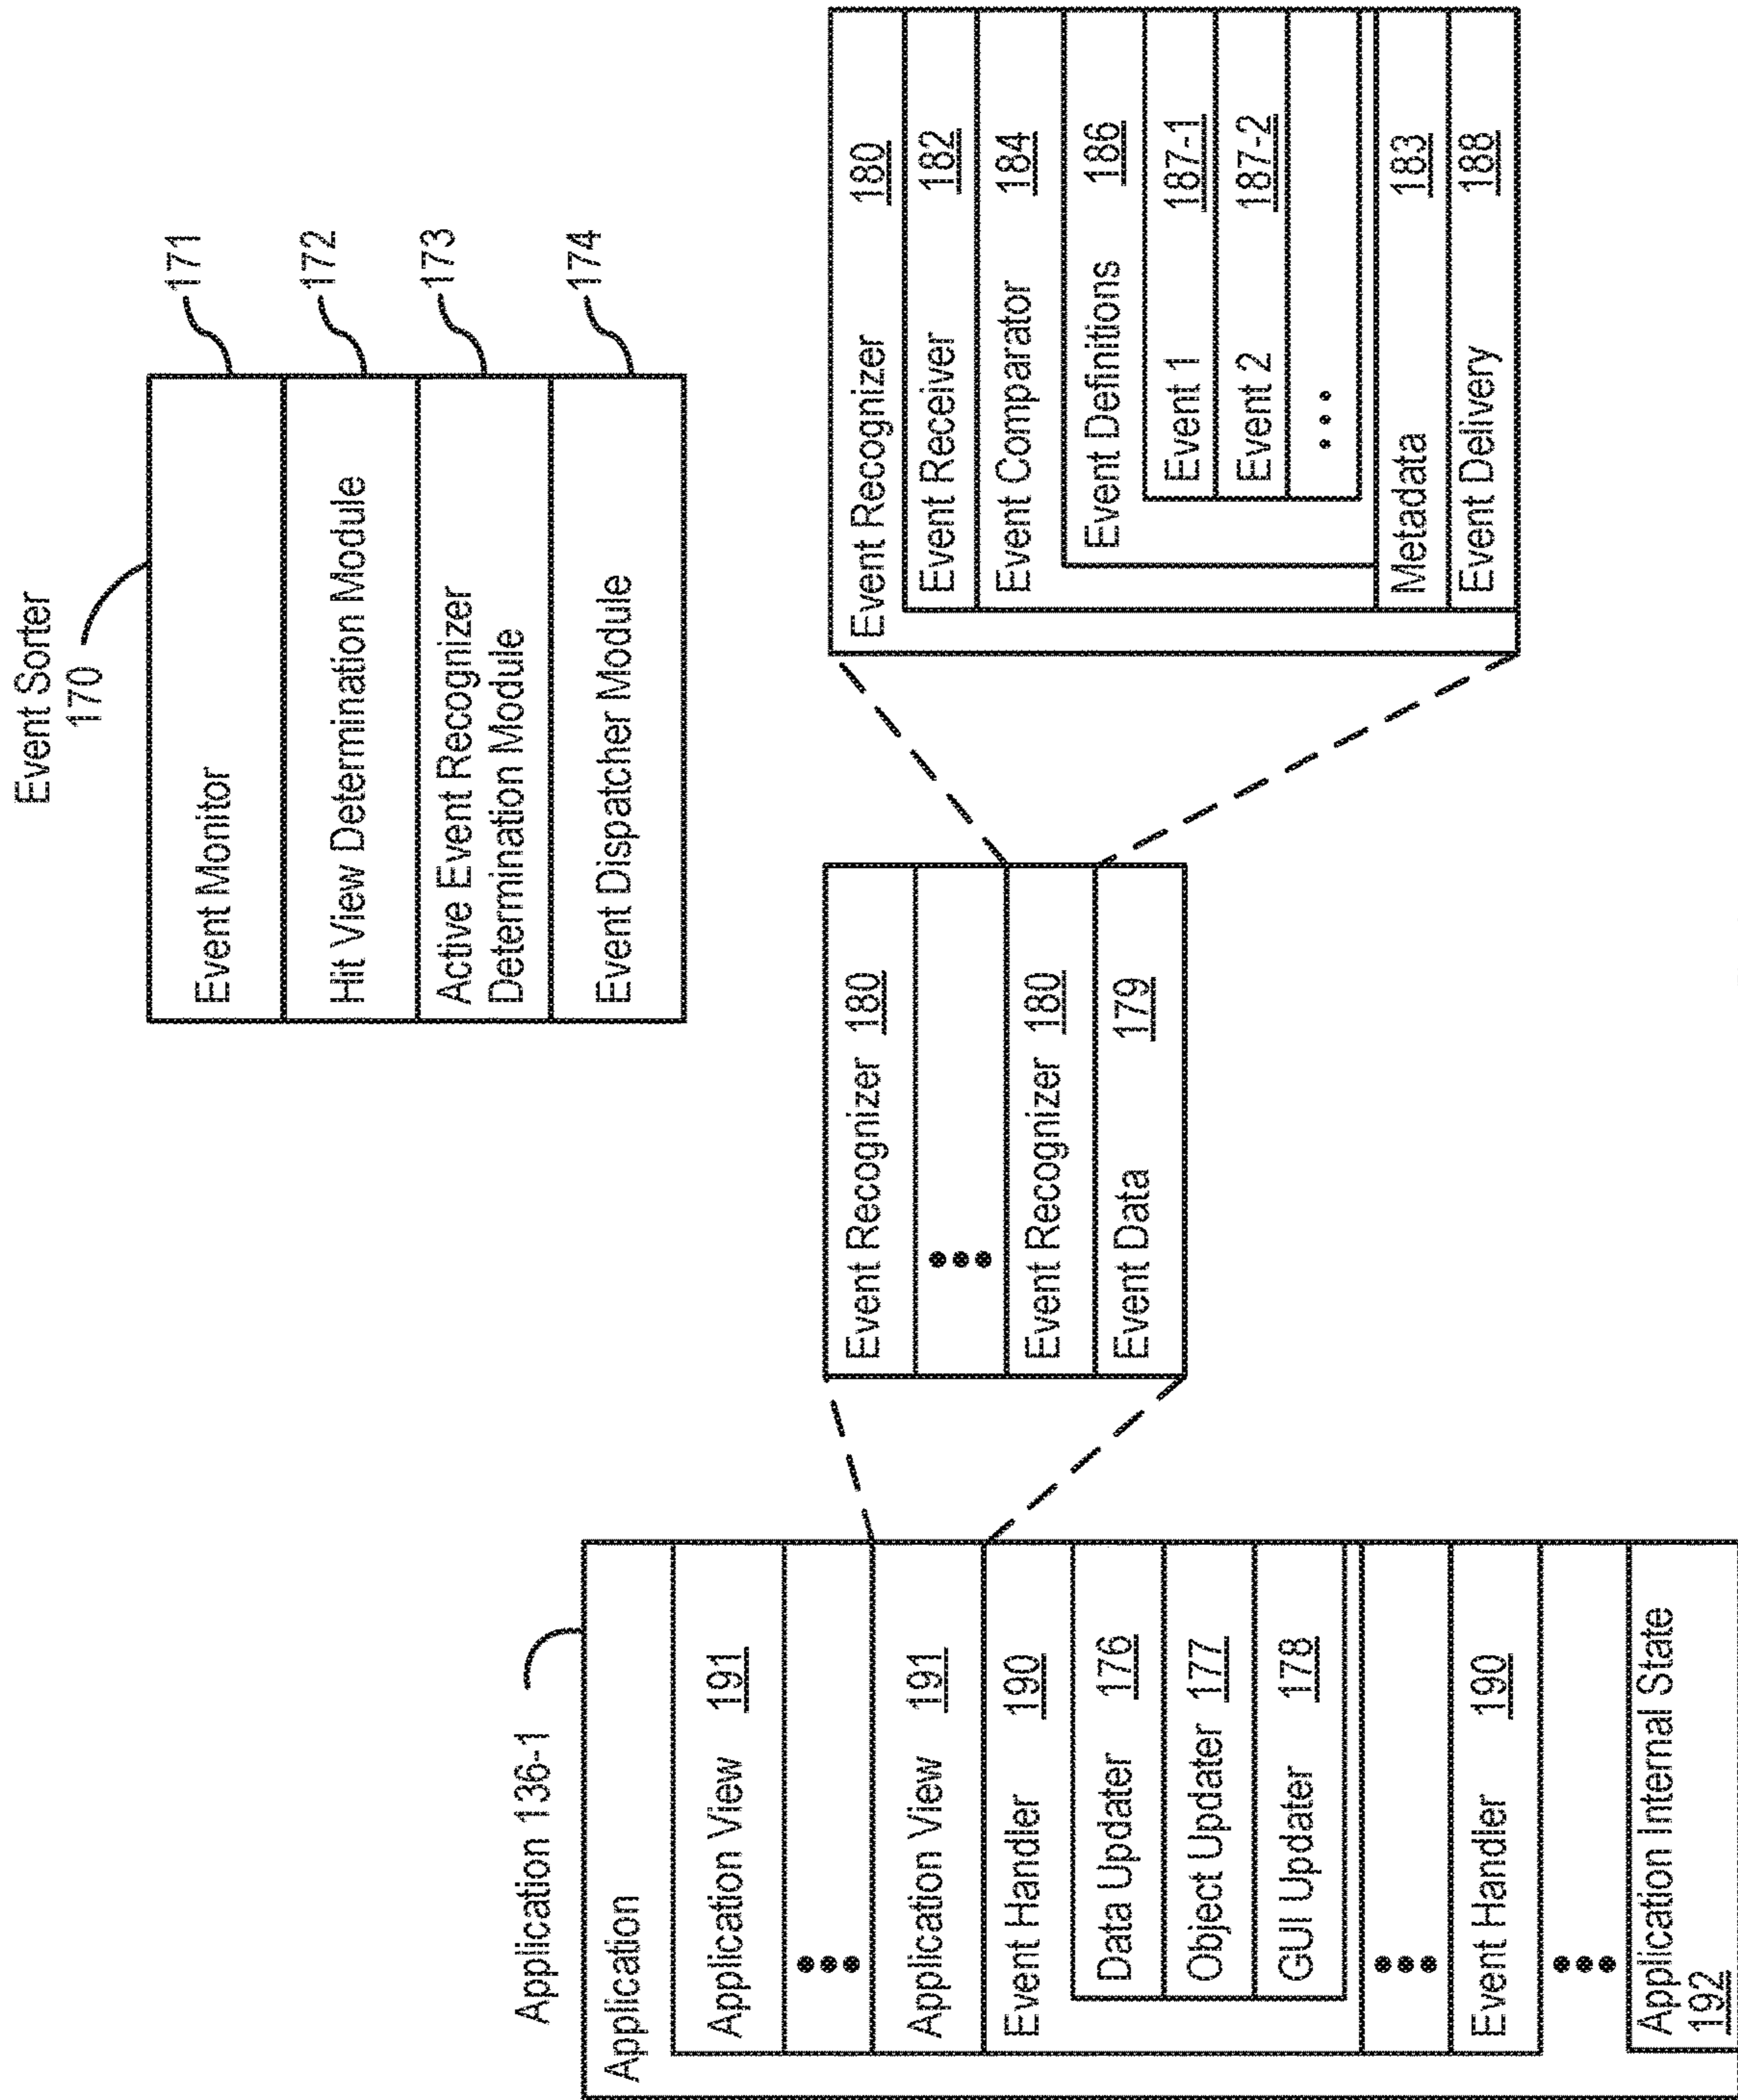 Event Sorter
170
Event Monitor
171
Hit View Determination Module
172
Active Event Recognizer
Determination Module
173
Event Dispatcher Module
174
Application 136-1
Application
Application View 191
•••
Application View 191
Event Handler 190
Data Updater 176
Object Updater 177
GUI Updater 178
•••
Event Handler 190
•••
Application Internal State
192
Event Recognizer 180
•••
Event Recognizer 180
Event Data 179
Event Recognizer 180
Event Receiver 182
Event Comparator 184
Event Definitions 186
Event 1 187-1
Event 2 187-2
•••
Metadata 183
Event Delivery 188